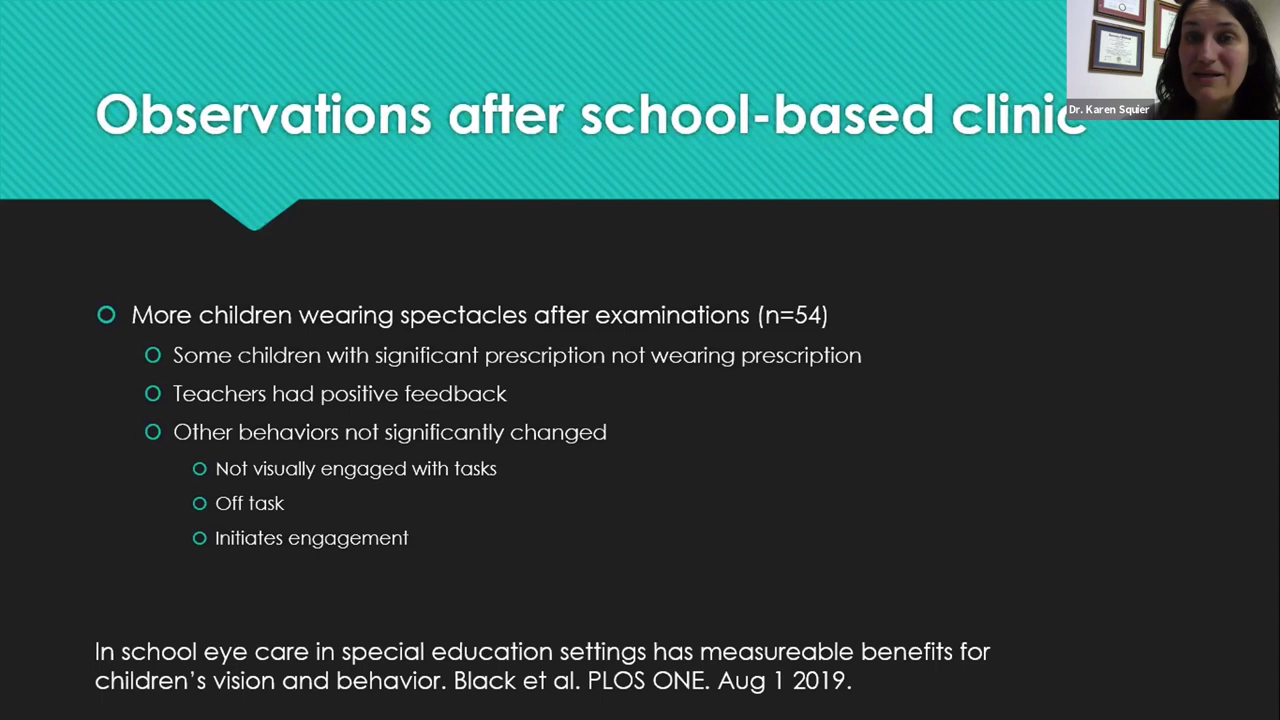 Observations after school-based clinic
Dr. Karen Squier
More children wearing spectacles after examinations (n=54)
Some children with significant prescription not wearing prescription
Teachers had positive feedback
Other behaviors not significantly changed
Not visually engaged with tasks
Off task
Initiates engagement
In school eye care in special education settings has measureable benefits for
children’s vision and behavior. Black et al. PLOS ONE. Aug 1 2019.